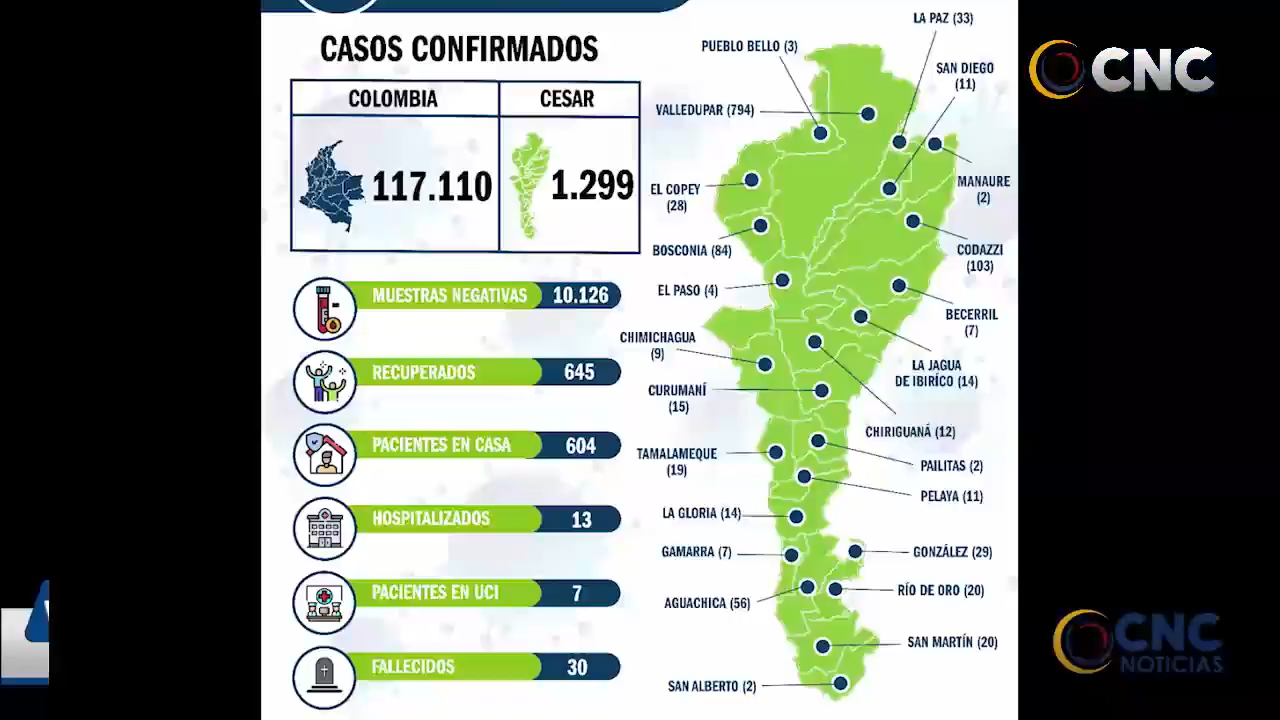 CASOS CONFIRMADOS
COLOMBIA
CESAR
117.110
1.299
MUESTRAS NEGATIVAS
10.126
RECUPERADOS
645
PACIENTES EN CASA
604
HOSPITALIZADOS
13
PACIENTES EN UCI
7
FALLECIDOS
30
LA PAZ (33)
PUEBLO BELLO (3)
SAN DIEGO
(11)
VALLEDUPAR (794)
MANAURE
(2)
EL COPEY
(28)
BOSCONIA (84)
CODAZZI
(103)
EL PASO (4)
BECERRIL
(7)
CHIMICHAGUA
(9)
LA JAGUA
DE IBIRÍCO (14)
CURUMANÍ
(15)
CHIRIGUANÁ (12)
TAMALAMEQUE
(19)
PAILITAS (2)
PELAYA (11)
LA GLORIA (14)
GAMARRA (7)
GONZÁLEZ (29)
AGUACHICA (56)
RÍO DE ORO (20)
SAN MARTÍN (20)
SAN ALBERTO (2)
CNC
CNC
NOTICIAS